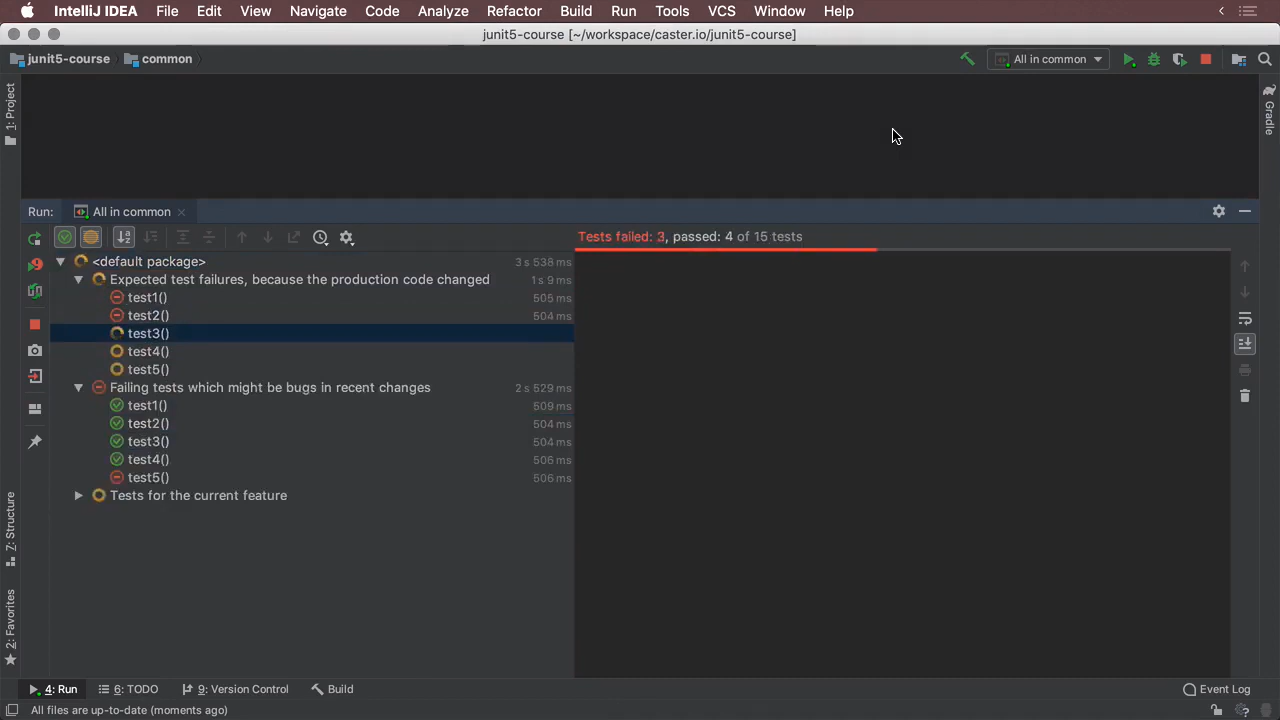 IntelliJ IDEA File Edit View Navigate Code Analyze Refactor Build Run Tools VCS Window Help
junit5-course [~/workspace/caster.io/junit5-course]
junit5-course common All in common
1: Project
Gradle
Run: All in common
Tests failed: 3, passed: 4 of 15 tests
<default package> 3 s 538 ms
Expected test failures, because the production code changed 1 s 9 ms
test1() 505 ms
test2() 504 ms
test3()
test4()
test5()
Failing tests which might be bugs in recent changes 2 s 529 ms
test1() 509 ms
test2() 504 ms
test3() 504 ms
test4() 506 ms
test5() 506 ms
Tests for the current feature
Z: Structure
2: Favorites
4: Run 6: TODO 9: Version Control Build Event Log
All files are up-to-date (moments ago)